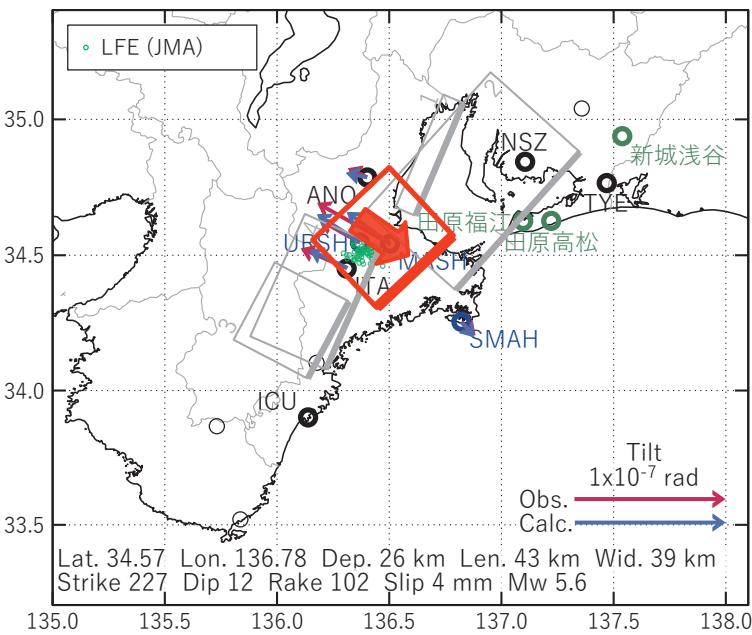 LFE (JMA)
35.0
34.5
34.0
33.5
1
2
3
NSZ
新城浅谷
TYE
ANO
田原福江
田原高松
URSH
MASH
ITA
SMAH
ICU
Tilt
1x10-7 rad
Obs.
Calc.
Lat. 34.57 Lon. 136.78 Dep. 26 km Len. 43 km Wid. 39 km
Strike 227 Dip 12 Rake 102 Slip 4 mm Mw 5.6
135.0 135.5 136.0 136.5 137.0 137.5 138.0